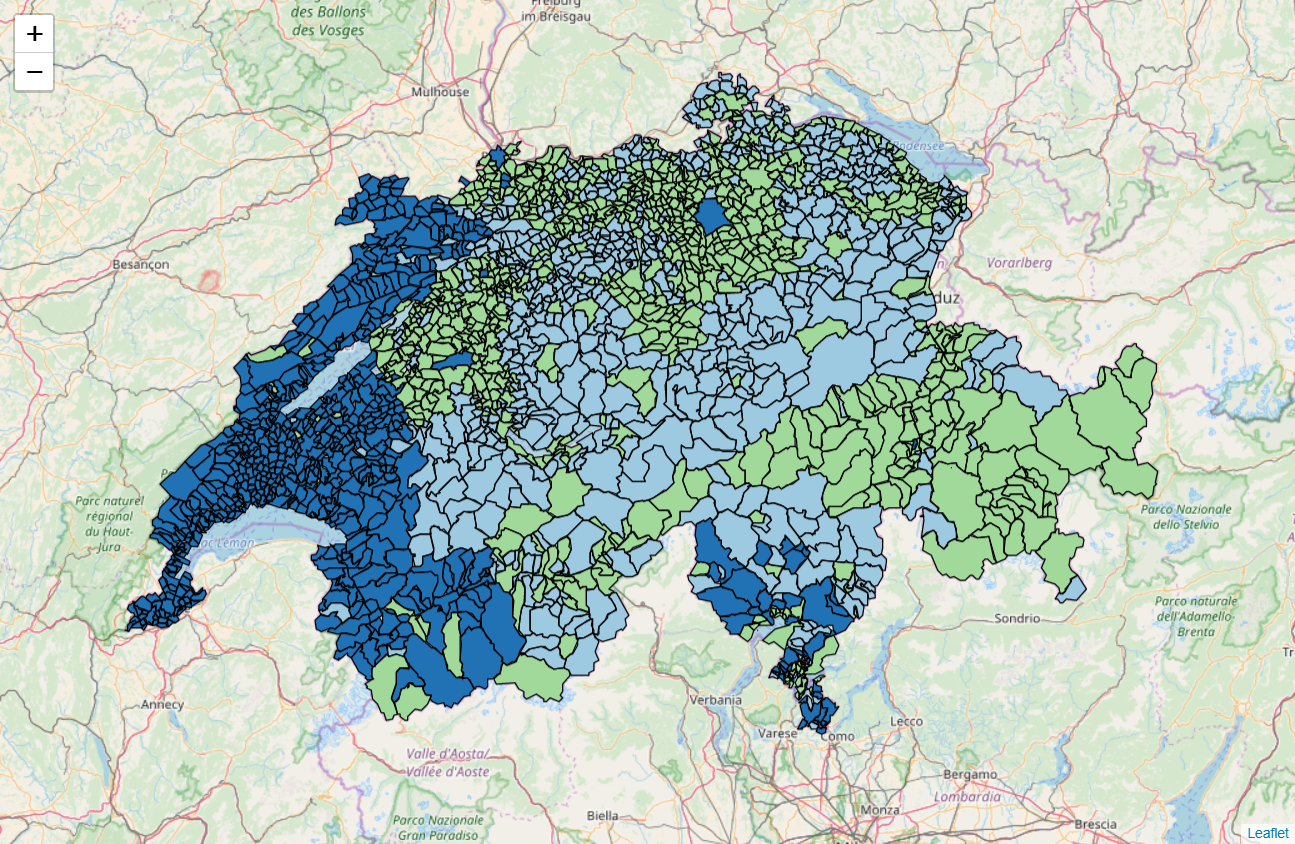 +
−
des Ballons
des Vosges
Freiburg
im Breisgau
Mulhouse
Bodensee
Besançon
Vorarlberg
duz
Parc naturel
régional
du Haut-
Jura
Lac Léman
Parco Nazionale
dello Stelvio
Sondrio
Parco naturale
dell'Adamello-
Brenta
Annecy
Verbania
Lecco
Varese
Como
Valle d'Aosta/
Vallée d'Aoste
Bergamo
Lombardia
Biella
Monza
Brescia
Parco Nazionale
Gran Paradiso
Leaflet